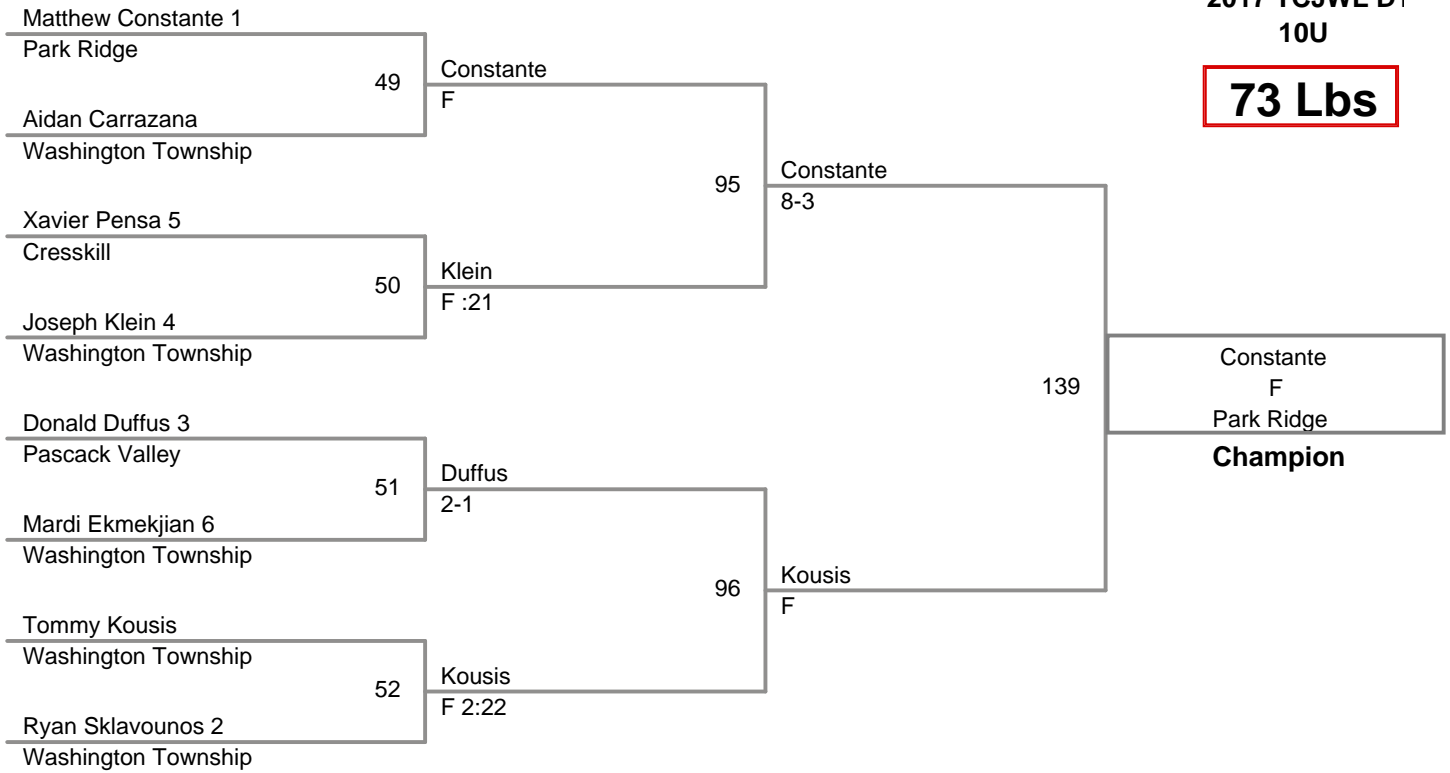 2017 TCJWL D1
10U
73 Lbs
Matthew Constante 1
Park Ridge
49
Constante
F
Aidan Carrazana
Washington Township
95
Constante
8-3
Xavier Pensa 5
Cresskill
50
Klein
F :21
Joseph Klein 4
Washington Township
139
Constante
F
Park Ridge
Champion
Donald Duffus 3
Pascack Valley
51
Duffus
2-1
Mardi Ekmekjian 6
Washington Township
96
Kousis
F
Tommy Kousis
Washington Township
52
Kousis
F 2:22
Ryan Sklavounos 2
Washington Township